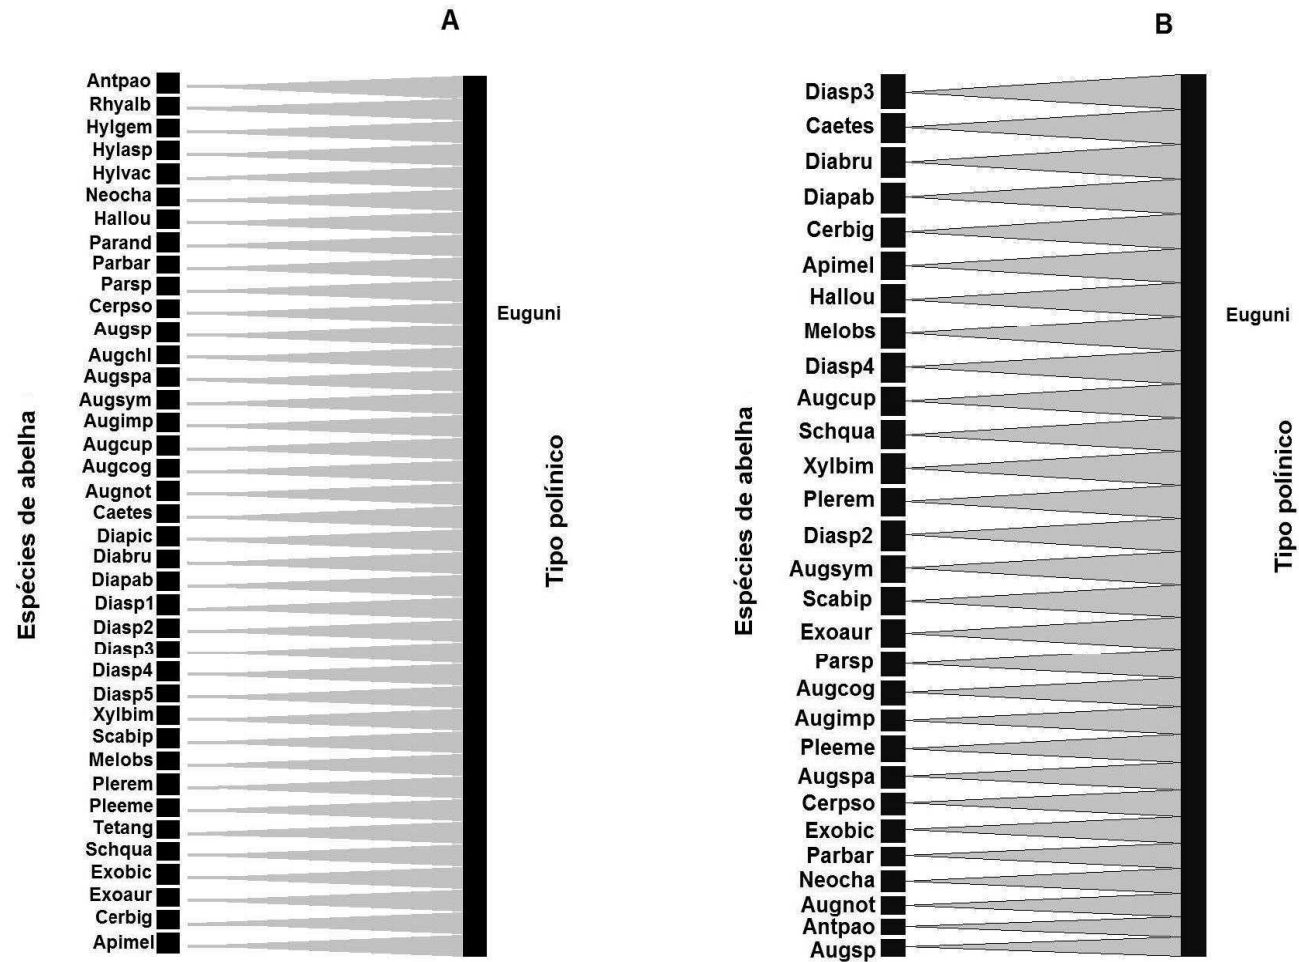 A
Antpao
Rhyalb
Hylgem
Hylasp
Hylvac
Neocha
Hallou
Parand
Parbar
Parsp
Cerpso
Augsp
Augchl
Augspa
Augsym
Augimp
Augcup
Augcog
Augnot
Caetes
Diapic
Diabru
Diapab
Diasp1
Diasp2
Diasp3
Diasp4
Diasp5
Xylbim
Scabip
Melobs
Plerem
Pleeme
Tetang
Schqua
Exobic
Exoaur
Cerbig
Apimel
Espécies de abelha
Euguni
Tipo polínico
B
Diasp3
Caetes
Diabru
Diapab
Cerbig
Apimel
Hallou
Melobs
Diasp4
Augcup
Schqua
Xylbim
Plerem
Diasp2
Augsym
Scabip
Exoaur
Parsp
Augcog
Augimp
Pleeme
Augspa
Cerpso
Exobic
Parbar
Neocha
Augnot
Antpao
Augsp
Espécies de abelha
Euguni
Tipo polínico